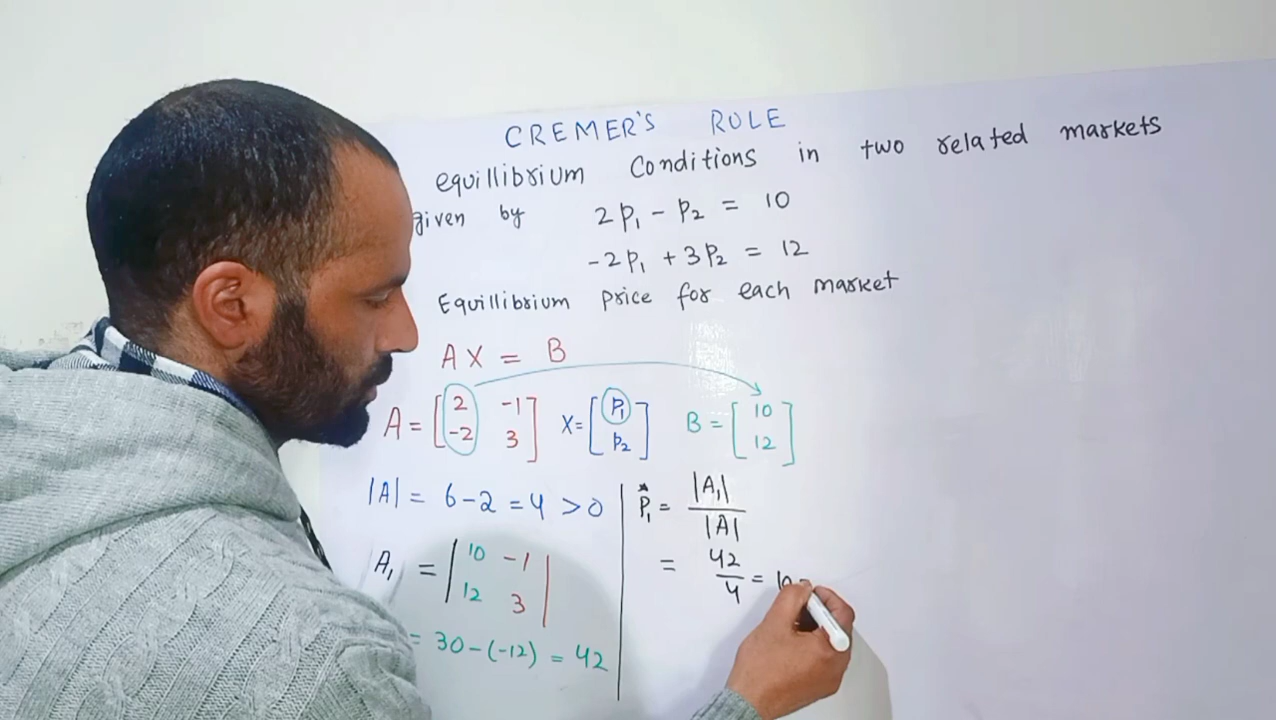 CREMER'S RULE
equillibrium Conditions in two related markets
given by 2P₁ - P₂ = 10
-2P₁ + 3P₂ = 12
Equillibrium price for each market
AX = B
A = [2 -1 -2 3] X = [P₁ P₂] B = [10 12]
|A| = 6 - 2 = 4 > 0
A₁ = |10 -1 12 3|
= 30 - (-12) = 42
P₁* = |A₁| / |A|
= 42/4 = 10